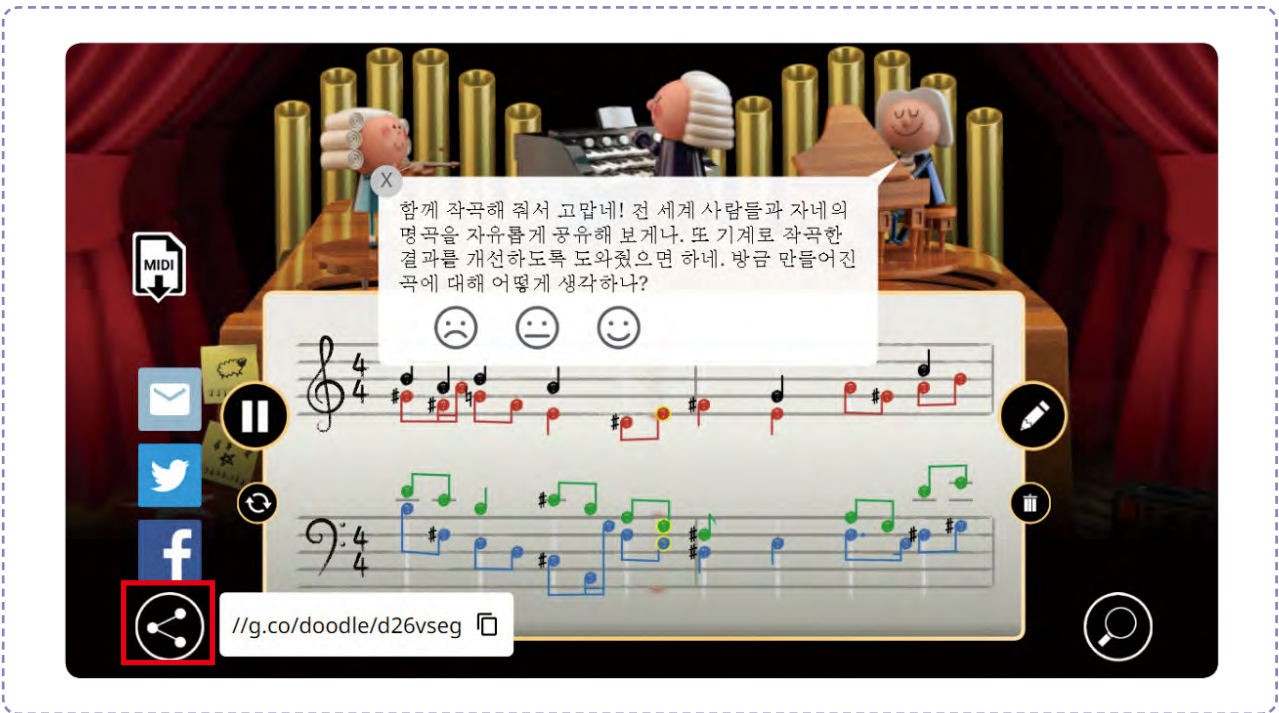 X
함께 작곡해 줘서 고맙네! 전 세계 사람들과 자네의
명곡을 자유롭게 공유해 보게나. 또 기계로 작곡한
결과를 개선하도록 도와줬으면 하네. 방금 만들어진
곡에 대해 어떻게 생각하나?
MIDI
4
4
4
4
//g.co/doodle/d26vseg